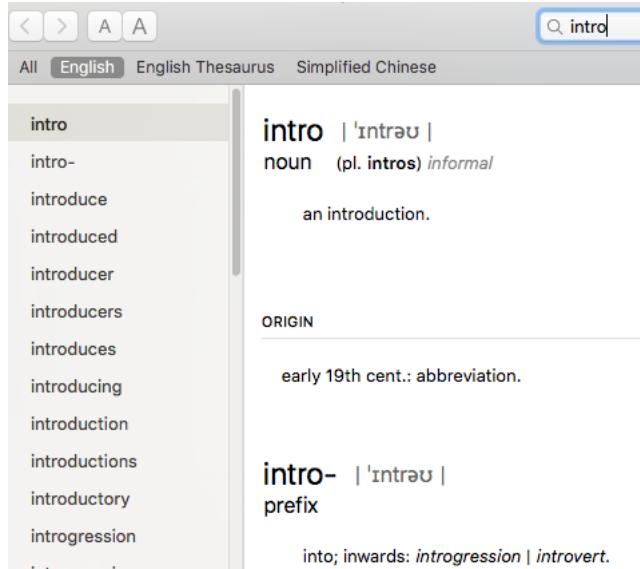 A A
intro
All English English Thesaurus Simplified Chinese
intro
intro-
introduce
introduced
introducer
introducers
introduces
introducing
introduction
introductions
introductory
introgression
intro | ˈɪntrəʊ |
noun (pl. intros) informal
an introduction.
ORIGIN
early 19th cent.: abbreviation.
intro- | ˈɪntrəʊ |
prefix
into; inwards: introgression | introvert.